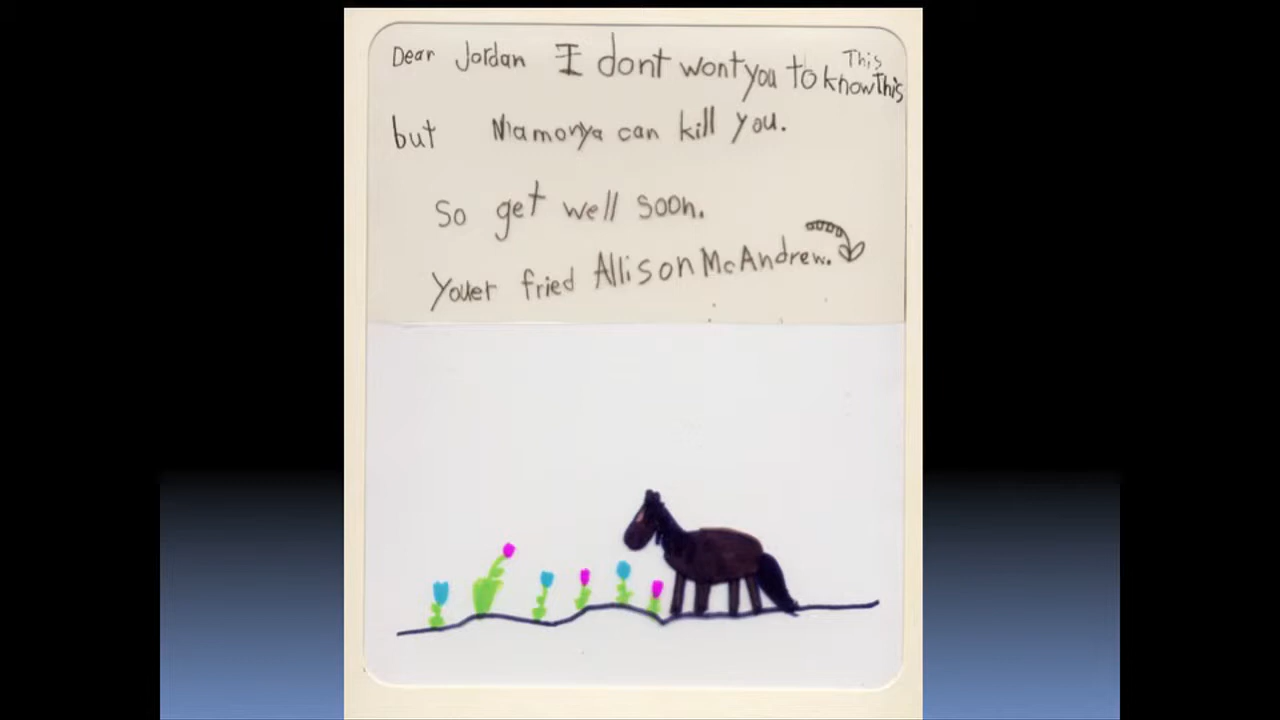 Dear Jordan I dont wont you to know This This
but Niamonya can kill you.
So get well soon.
Youer fried Allison McAndrew.